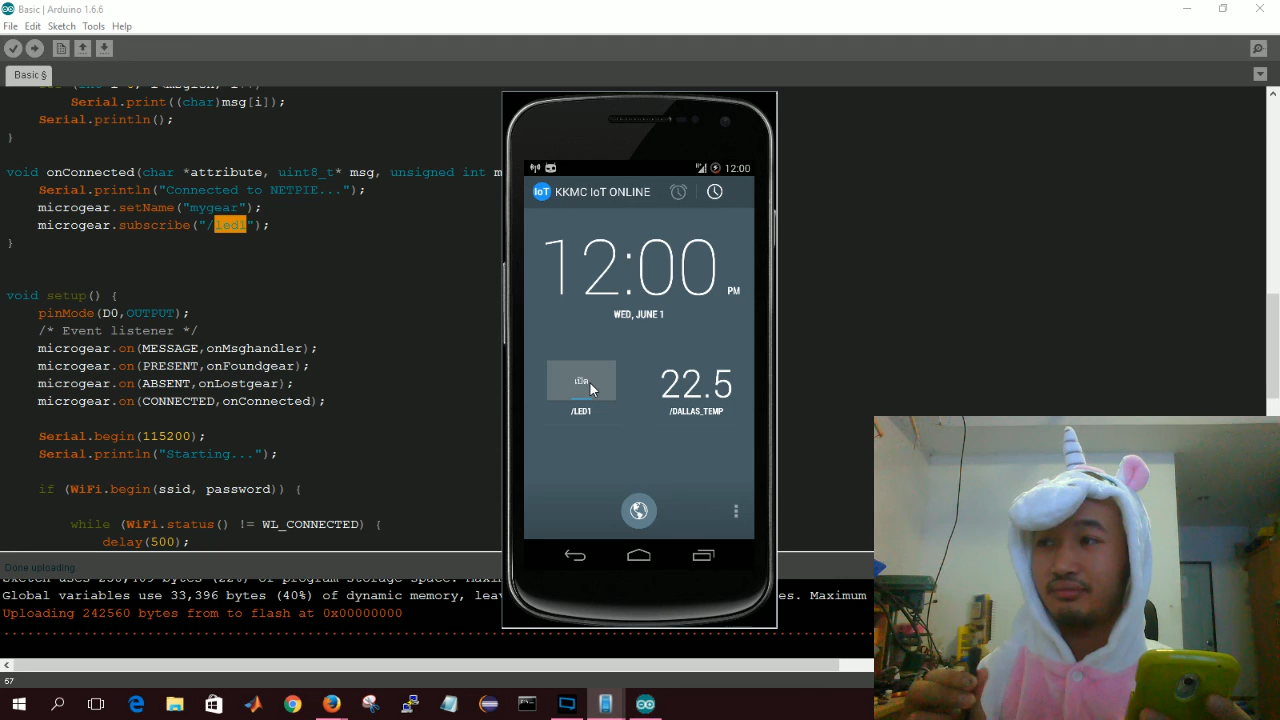 Basic | Arduino 1.6.6
File Edit Sketch Tools Help
Basic §
Serial.print((char)msg[i]);
Serial.println();
}
void onConnected(char *attribute, uint8_t* msg, unsigned int m
Serial.println("Connected to NETPIE...");
microgear.setName("mygear");
microgear.subscribe("/led1");
}
void setup() {
pinMode(D0,OUTPUT);
/* Event listener */
microgear.on(MESSAGE,onMsghandler);
microgear.on(PRESENT,onFoundgear);
microgear.on(ABSENT,onLostgear);
microgear.on(CONNECTED,onConnected);
Serial.begin(115200);
Serial.println("Starting...");
if (WiFi.begin(ssid, password)) {
while (WiFi.status() != WL_CONNECTED) {
delay(500);
Done uploading.
Global variables use 33,396 bytes (40%) of dynamic memory, lea
es. Maximum
Uploading 242560 bytes from to flash at 0x00000000
57
12:00
IoT KKMC IoT ONLINE
12:00 PM
WED, JUNE 1
เปิด
/LED1
22.5
/DALLAS_TEMP